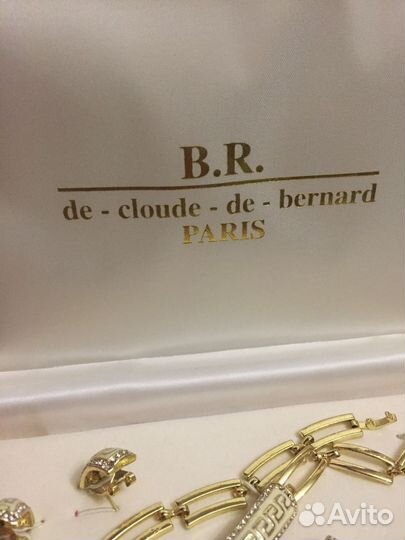 B.R.
de - cloude - de - bernard
PARIS
Avito